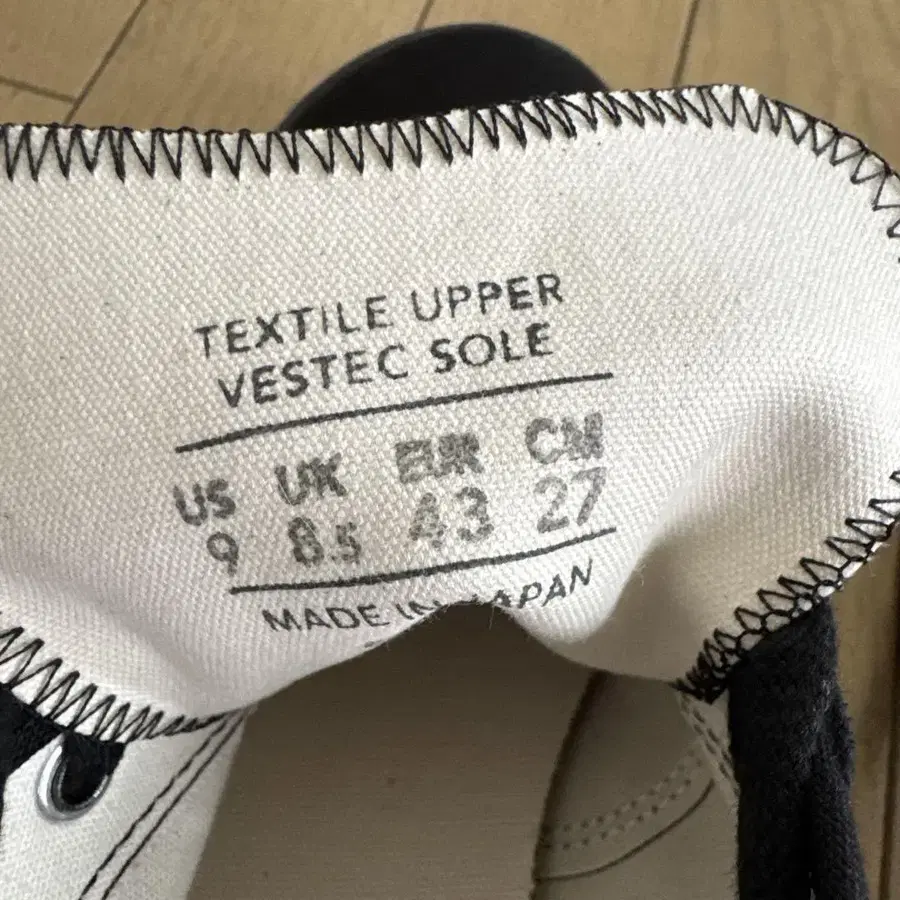 TEXTILE UPPER
VESTEC SOLE
US UK EUR CM
9 8.5 43 27
MADE IN JAPAN